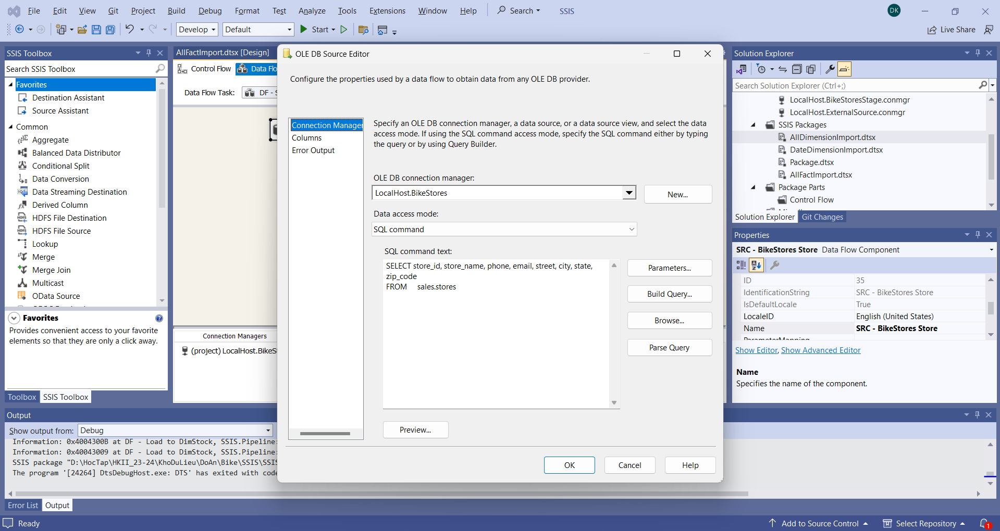 File Edit View Git Project Build Debug Format Test Analyze Tools Extensions Window Help Search SSIS DK
Develop Default Start Live Share
SSIS Toolbox
Search SSIS Toolbox
Favorites
Destination Assistant
Source Assistant
Common
Aggregate
Balanced Data Distributor
Conditional Split
Data Conversion
Data Streaming Destination
Derived Column
HDFS File Destination
HDFS File Source
Lookup
Merge
Merge Join
Multicast
OData Source
Favorites
Provides convenient access to your favorite
elements so that they are only a click away.
Toolbox SSIS Toolbox
AllFactImport.dtsx [Design]
Control Flow Data Flo
Data Flow Task: DF - S
Connection Managers
(project) LocalHost.BikeS
OLE DB Source Editor
Configure the properties used by a data flow to obtain data from any OLE DB provider.
Connection Manager
Columns
Error Output
Specify an OLE DB connection manager, a data source, or a data source view, and select the data
access mode. If using the SQL command access mode, specify the SQL command either by typing
the query or by using Query Builder.
OLE DB connection manager:
LocalHost.BikeStores New...
Data access mode:
SQL command
SQL command text:
SELECT store_id, store_name, phone, email, street, city, state,
zip_code
FROM sales.stores
Parameters...
Build Query...
Browse...
Parse Query
Preview...
OK Cancel Help
Solution Explorer
Search Solution Explorer (Ctrl+;)
LocalHost.BikeStoresStage.conmgr
LocalHost.ExternalSource.conmgr
SSIS Packages
AllDimensionImport.dtsx
DateDimensionImport.dtsx
Package.dtsx
AllFactImport.dtsx
Package Parts
Control Flow
Solution Explorer Git Changes
Properties
SRC - BikeStores Store Data Flow Component
ID 35
IdentificationString SRC - BikeStores Store
IsDefaultLocale True
LocaleID English (United States)
Name SRC - BikeStores Store
ParameterMapping
Show Editor, Show Advanced Editor
Name
Specifies the name of the component.
Output
Show output from: Debug
Information: 0x4004300B at DF - Load to DimStock, SSIS.Pipeline:
Information: 0x40043009 at DF - Load to DimStock, SSIS.Pipeline:
SSIS package "D:\HocTap\HKII_23-24\KhoDuLieu\DoAn\Bike\SSIS\SSIS
The program '[24264] DtsDebugHost.exe: DTS' has exited with code
Error List Output
Ready Add to Source Control Select Repository 1